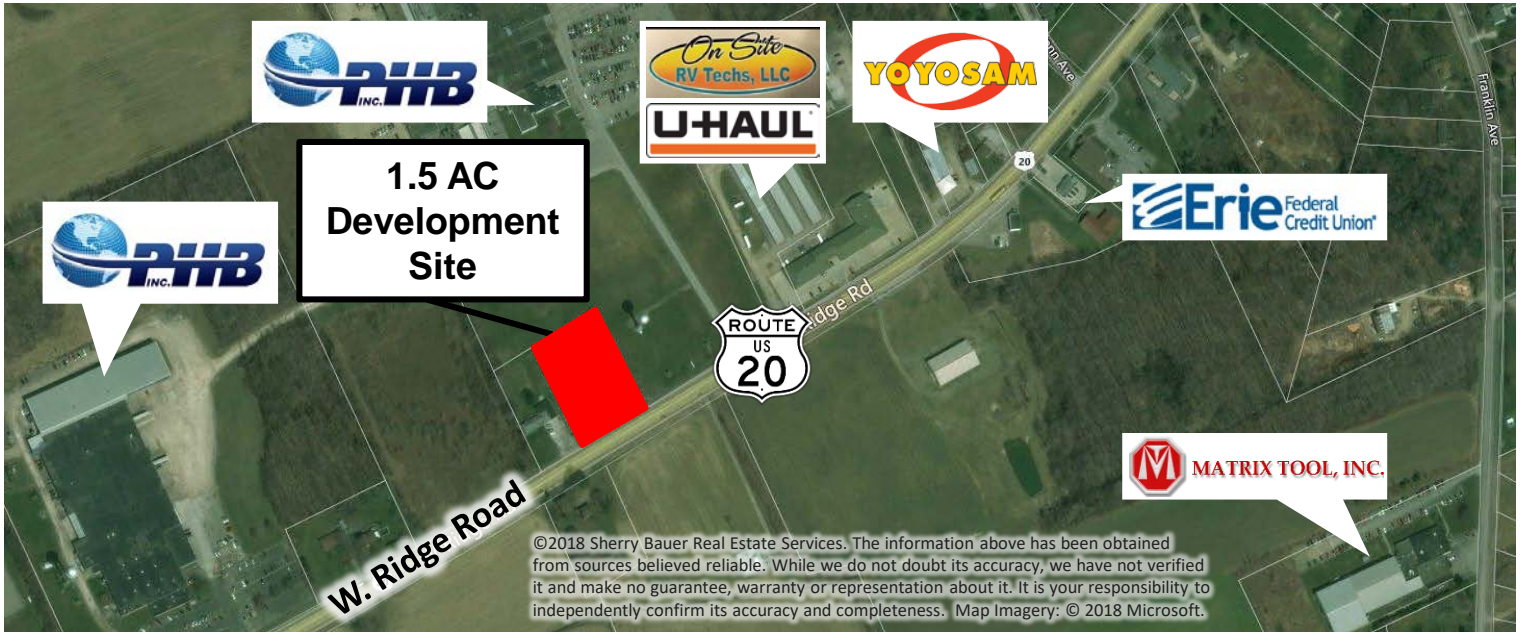 PHB
INC.
On Site
RV Techs, LLC
U-HAUL
YOYOSAM
Ave
Franklin Ave
20
1.5 AC
Development
Site
Erie Federal
Credit Union®
PHB
INC.
ROUTE
US
20
idge Rd
M MATRIX TOOL, INC.
W. Ridge Road
©2018 Sherry Bauer Real Estate Services. The information above has been obtained
from sources believed reliable. While we do not doubt its accuracy, we have not verified
it and make no guarantee, warranty or representation about it. It is your responsibility to
independently confirm its accuracy and completeness. Map Imagery: © 2018 Microsoft.